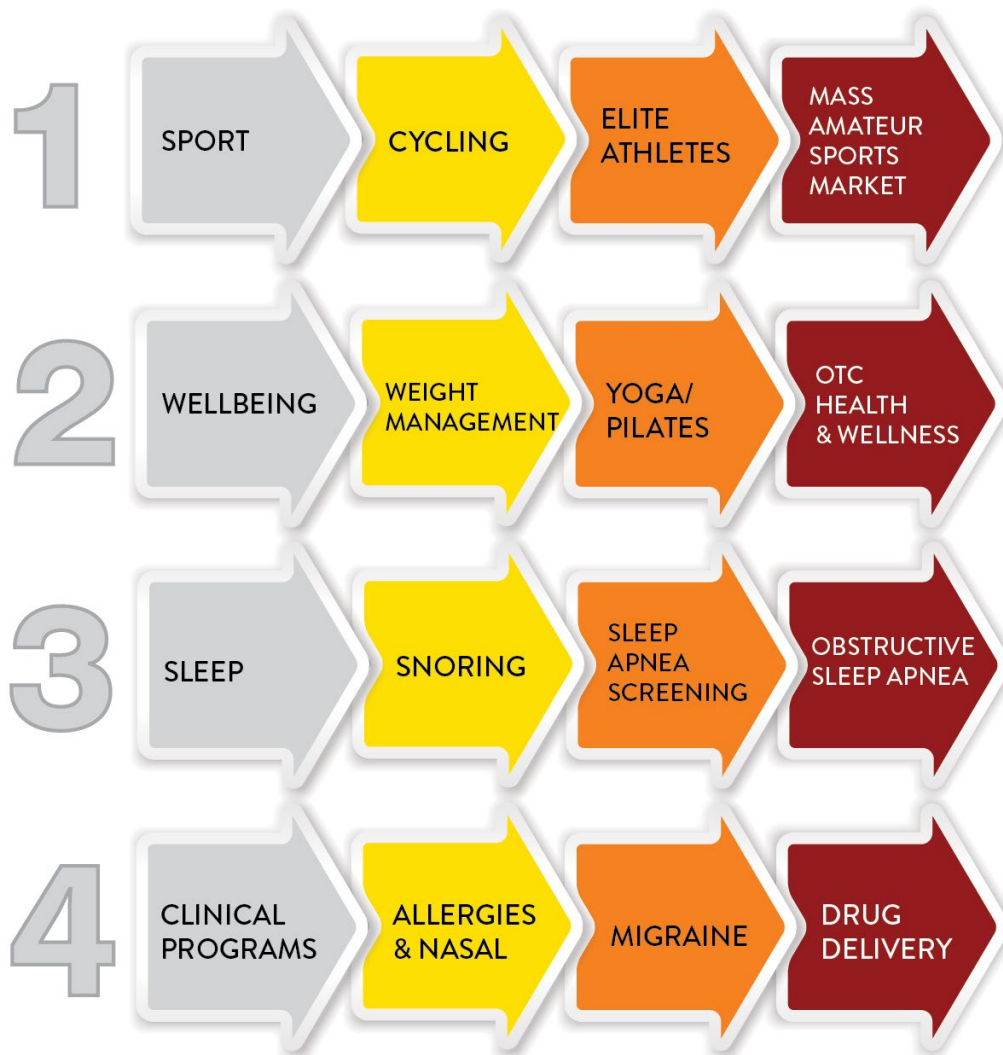 1
SPORT
CYCLING
ELITE
ATHLETES
MASS
AMATEUR
SPORTS
MARKET
2
WELLBEING
WEIGHT
MANAGEMENT
YOGA/
PILATES
OTC
HEALTH
& WELLNESS
3
SLEEP
SNORING
SLEEP
APNEA
SCREENING
OBSTRUCTIVE
SLEEP APNEA
4
CLINICAL
PROGRAMS
ALLERGIES
& NASAL
MIGRAINE
DRUG
DELIVERY